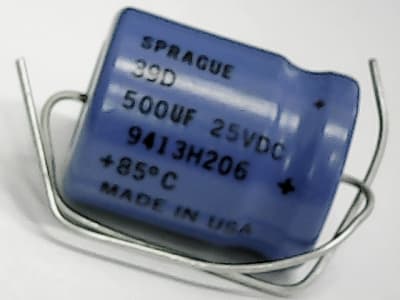 SPRAGUE
39D
500UF 25VDC
9413H206
+85°C
MADE IN USA
+
+